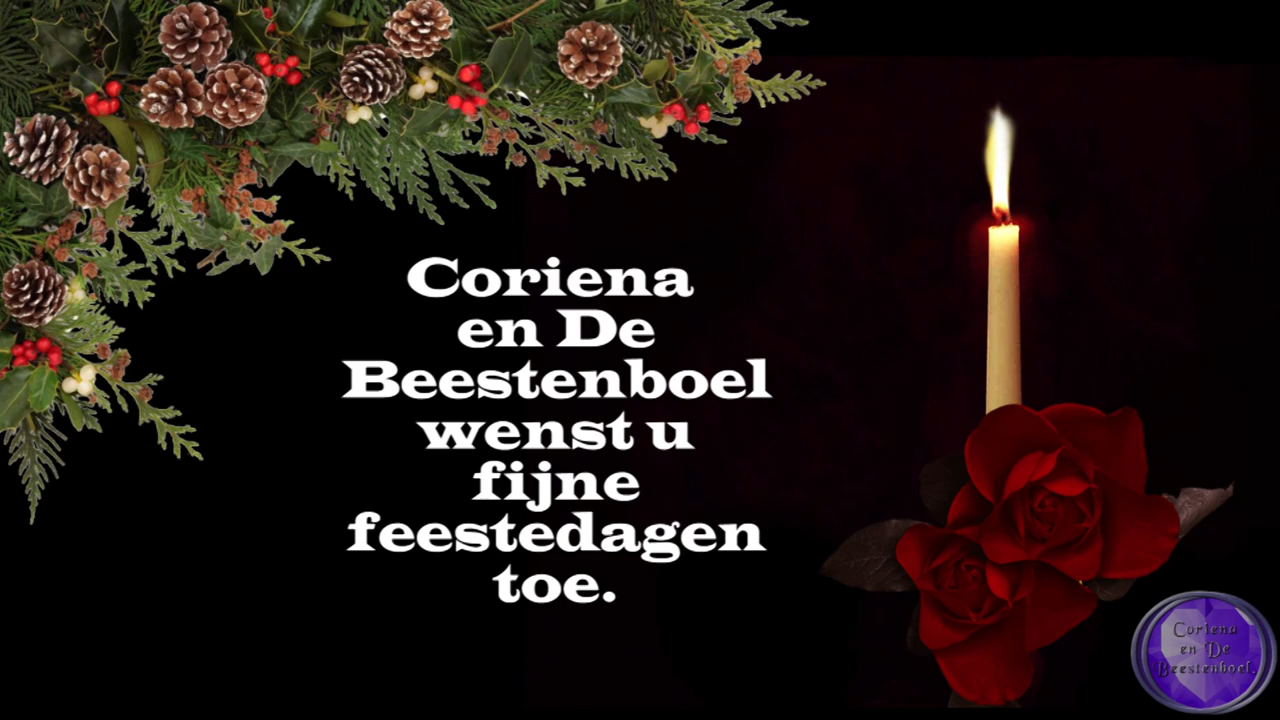 Coriena
en De
Beestenboel
wenst u
fijne
feestedagen
toe.
Coriena
en De
Beestenboel.